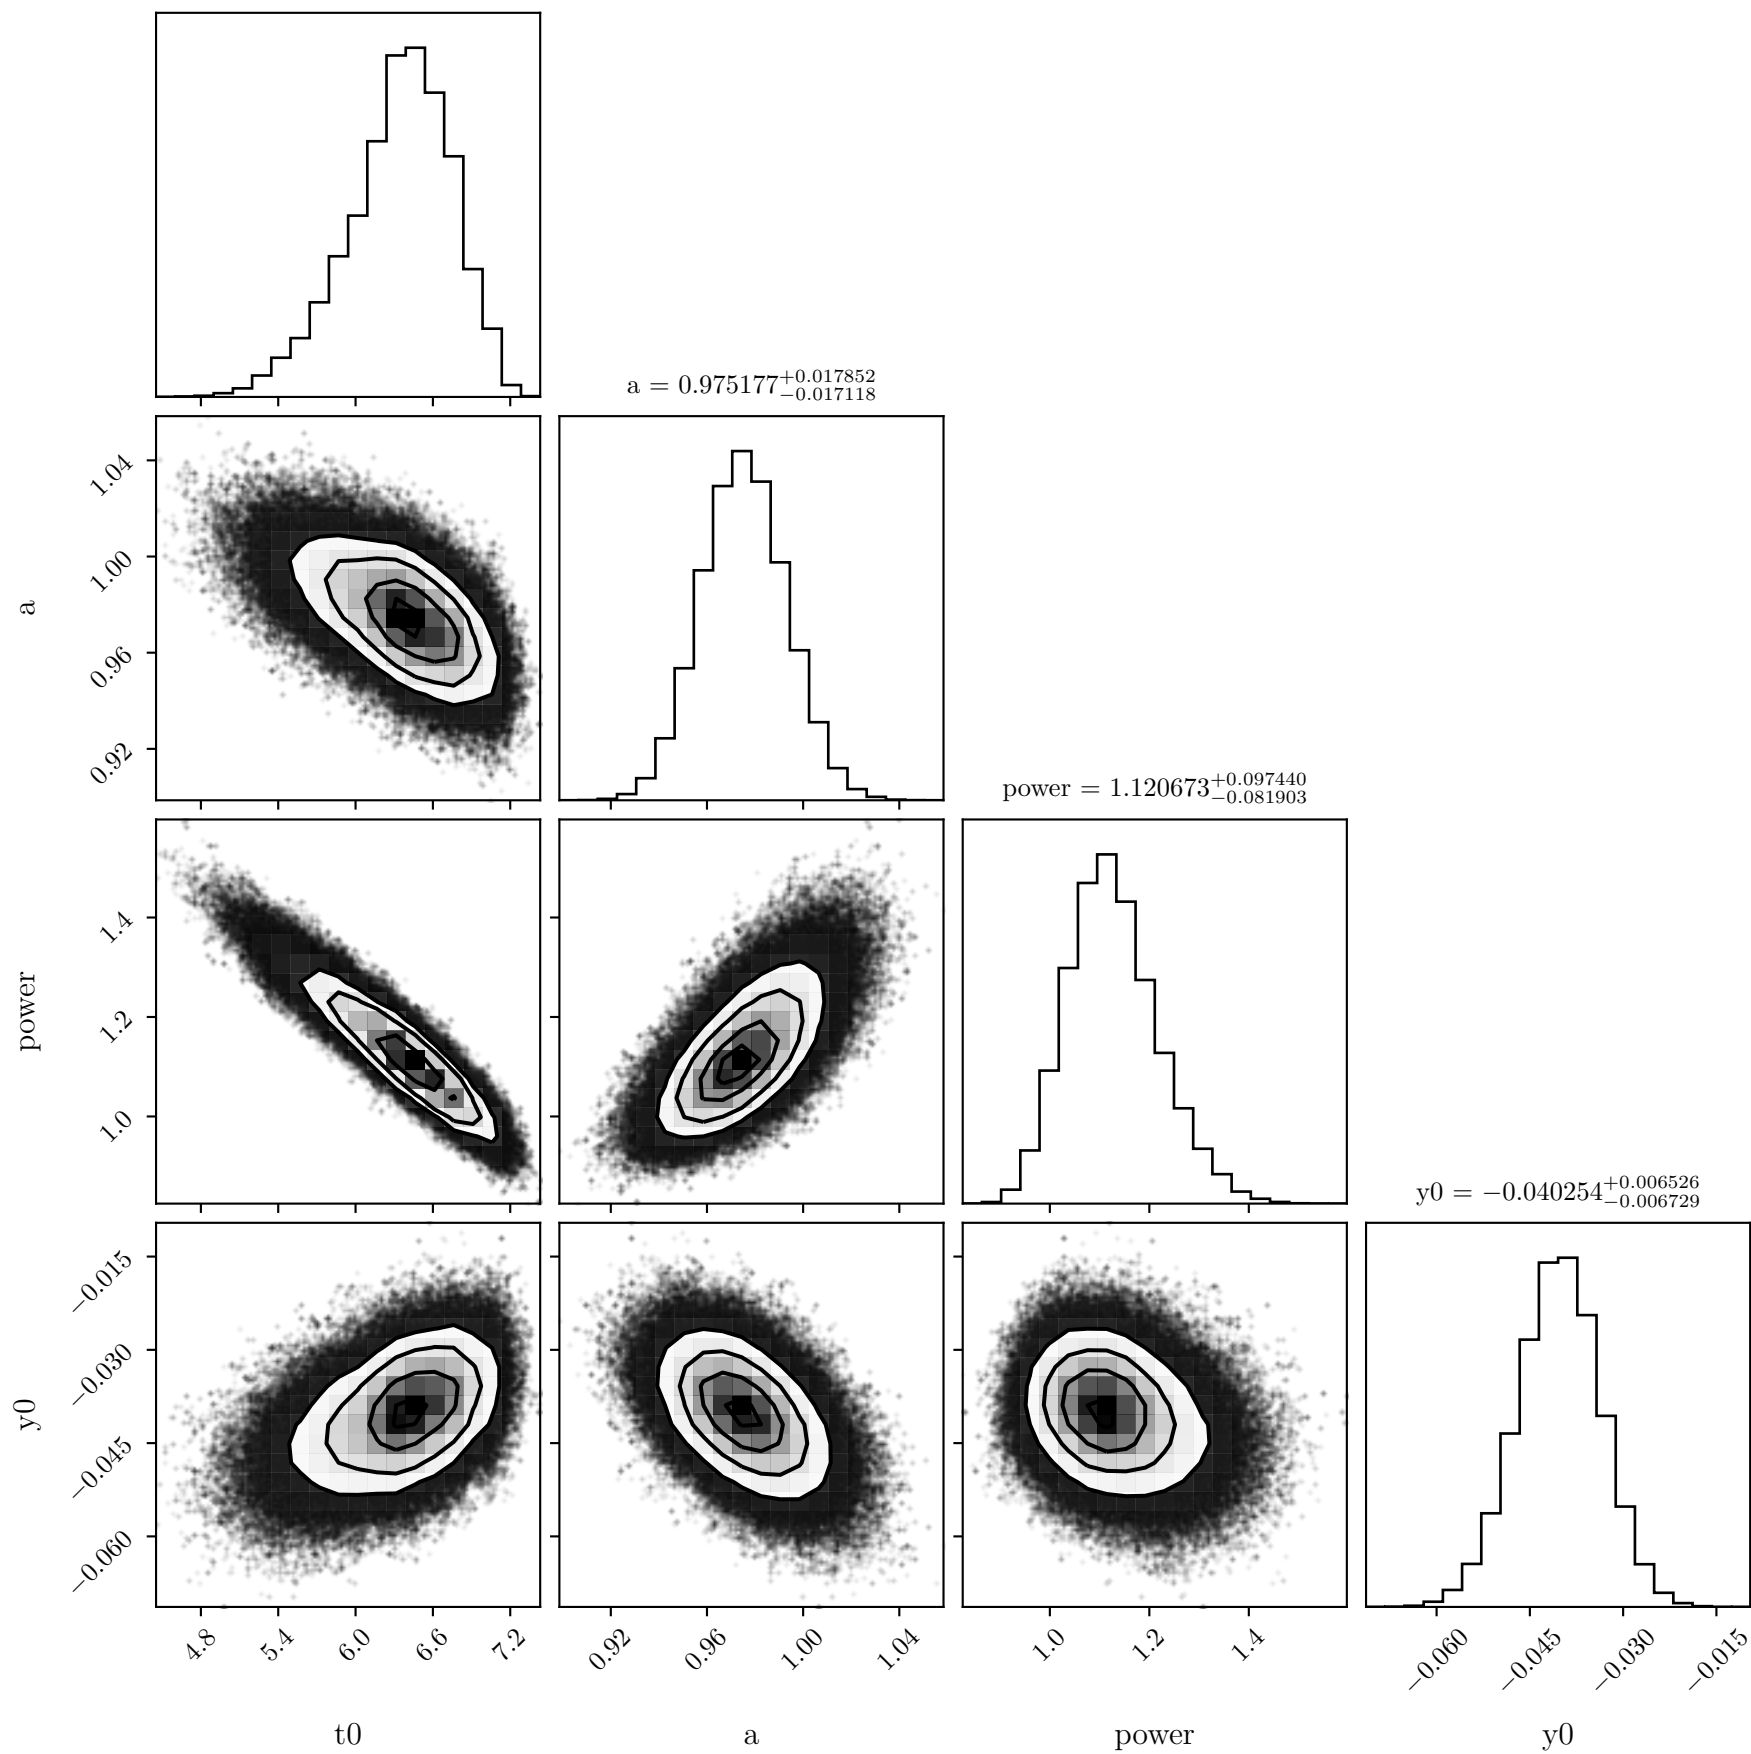 a = 0.975177+0.017852−0.017118
1.04
1.00
0.96
0.92
a
power = 1.120673+0.097440−0.081903
1.4
1.2
1.0
power
y0 = −0.040254+0.006526−0.006729
−0.015
−0.030
−0.045
−0.060
y0
4.8 5.4 6.0 6.6 7.2 0.92 0.96 1.00 1.04 1.0 1.2 1.4 −0.060 −0.045 −0.030 −0.015
t0 a power y0